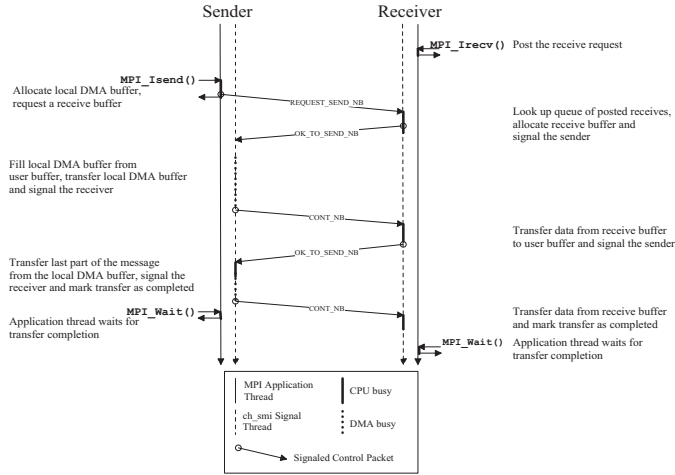 Sender
Receiver
MPI_Irecv()
Post the receive request
MPI_Isend()
Allocate local DMA buffer,
request a receive buffer
REQUEST_SEND_NB
Look up queue of posted receives,
allocate receive buffer and
signal the sender
OK_TO_SEND_NB
Fill local DMA buffer from
user buffer, transfer local DMA buffer
and signal the receiver
CONT_NB
Transfer data from receive buffer
to user buffer and signal the sender
OK_TO_SEND_NB
Transfer last part of the message
from the local DMA buffer, signal the
receiver and mark transfer as completed
CONT_NB
MPI_Wait()
Application thread waits for
transfer completion
Transfer data from receive buffer
and mark transfer as completed
MPI_Wait()
Application thread waits for
transfer completion
MPI Application
Thread
CPU busy
ch_smi Signal
Thread
DMA busy
Signaled Control Packet